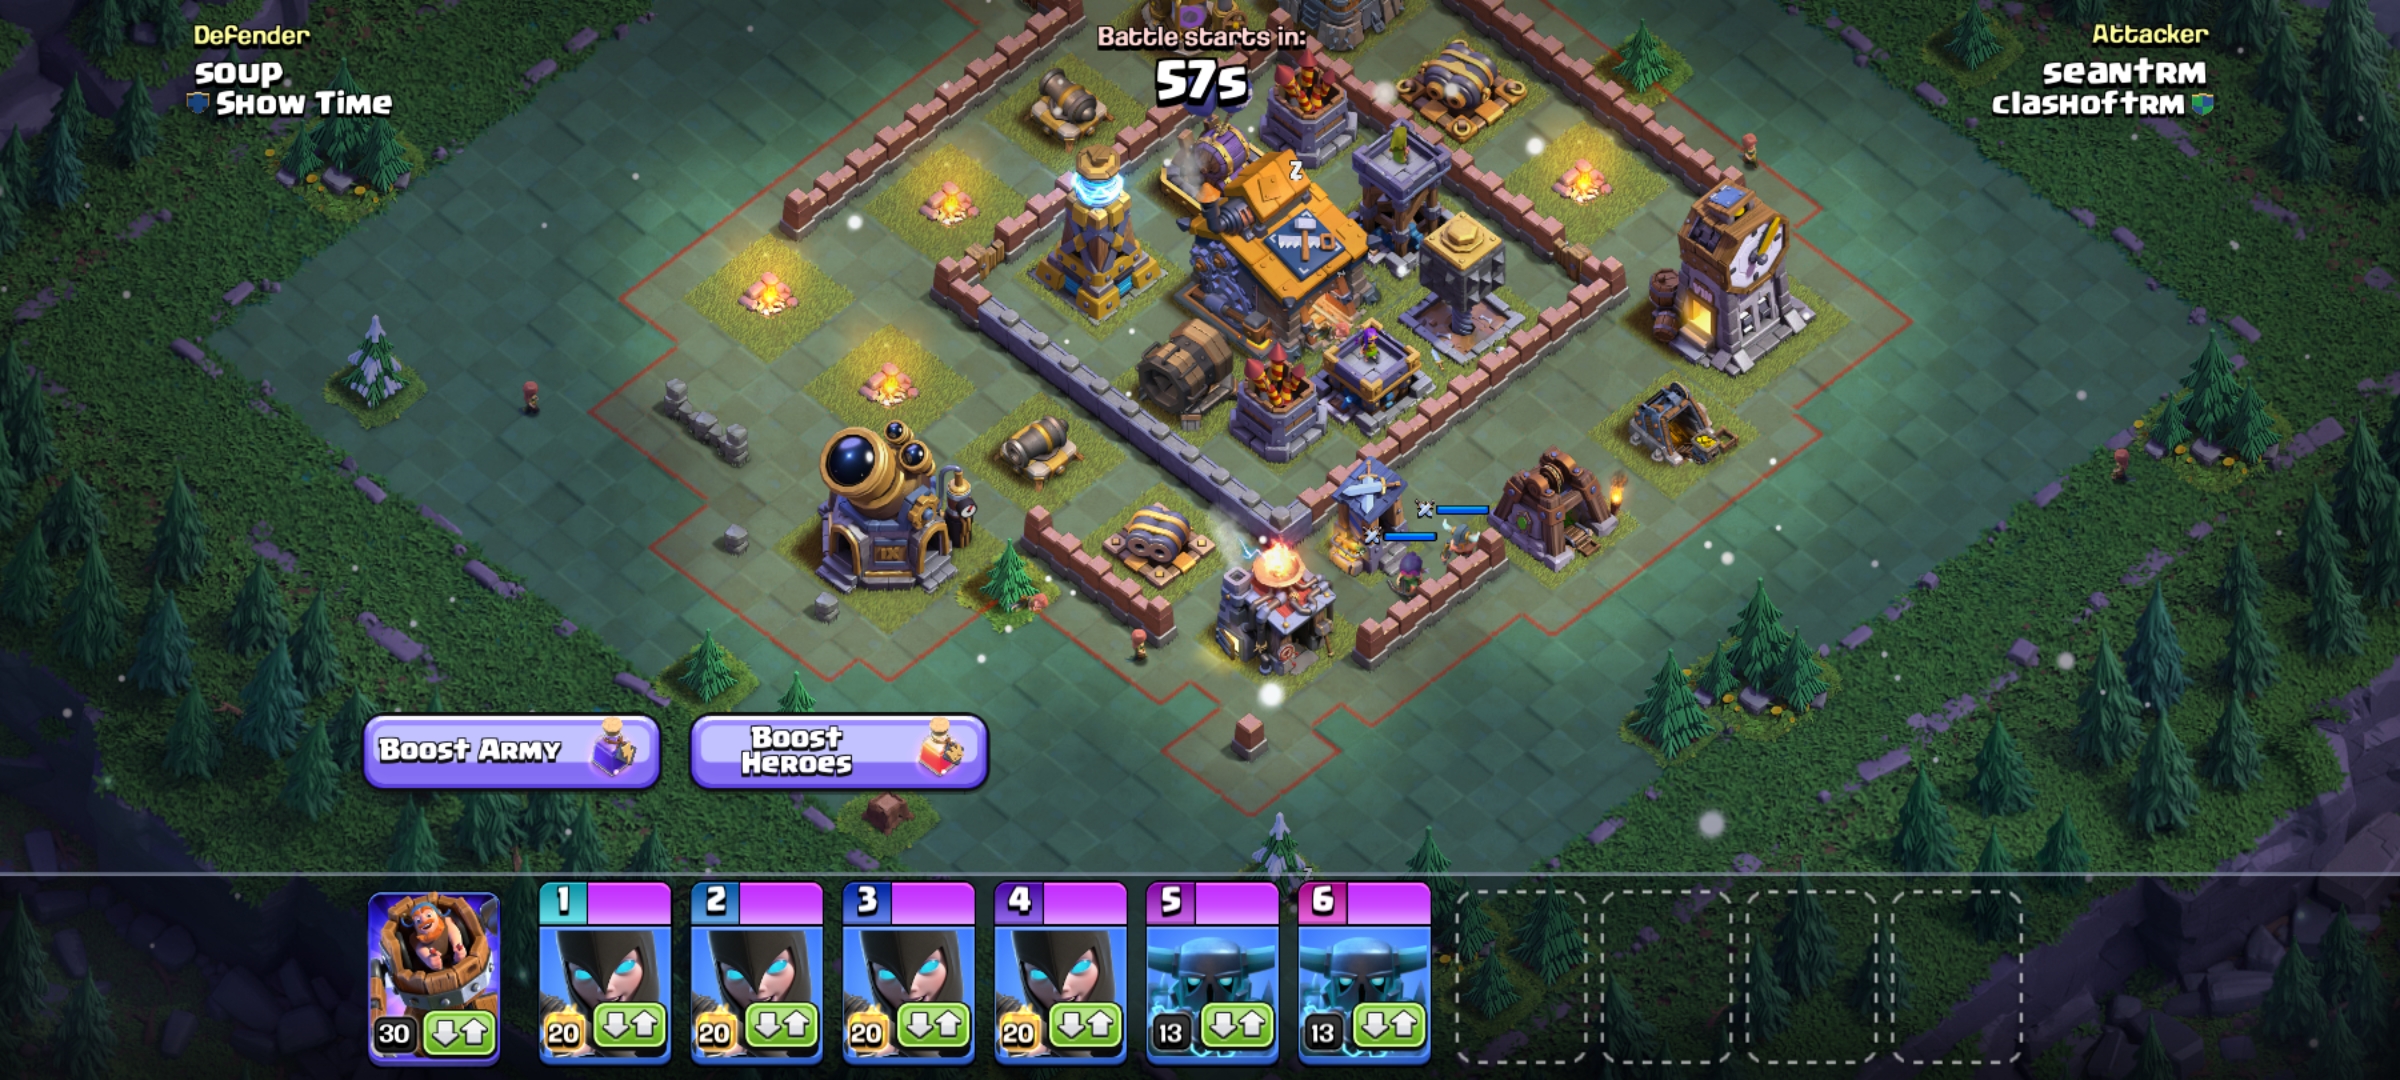 Defender
soup
Show Time
Battle starts in:
57s
Attacker
seantRM
clashoftRM
z
Boost Army
Boost
Heroes
30
1
20
2
20
3
20
4
20
5
13
6
13